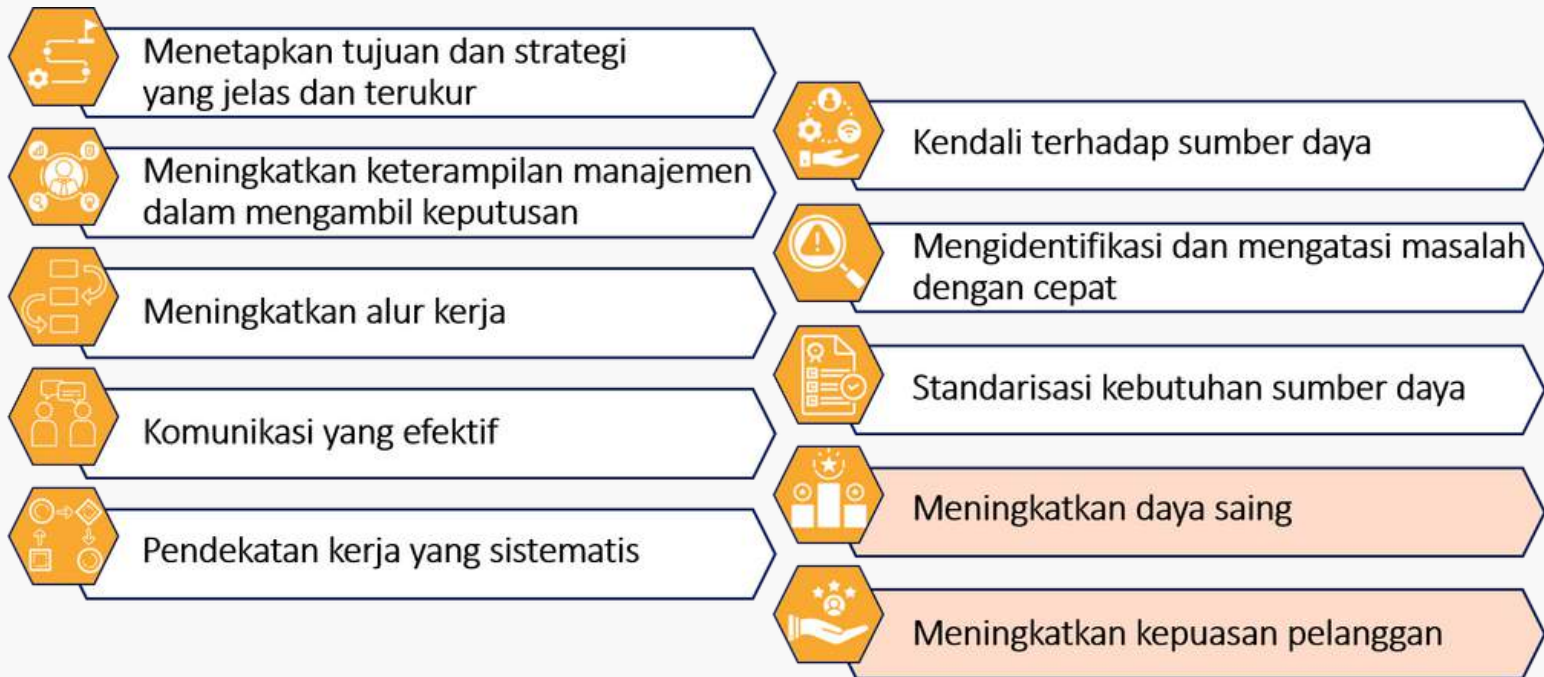 Menetapkan tujuan dan strategi
yang jelas dan terukur
Meningkatkan keterampilan manajemen
dalam mengambil keputusan
Meningkatkan alur kerja
Komunikasi yang efektif
Pendekatan kerja yang sistematis
Kendali terhadap sumber daya
Mengidentifikasi dan mengatasi masalah
dengan cepat
Standarisasi kebutuhan sumber daya
Meningkatkan daya saing
Meningkatkan kepuasan pelanggan